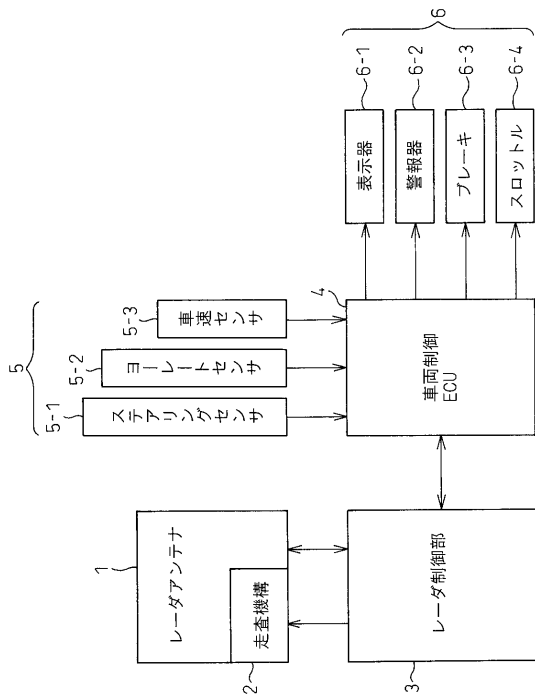 5
5-1
5-2
5-3
ステアリングセンサ
ヨーレートセンサ
車速センサ
1
レーダアンテナ
走査機構
2
レーダ制御部
3
4
車両制御
ECU
表示器
警報器
ブレーキ
スロットル
6-1
6-2
6-3
6-4
6